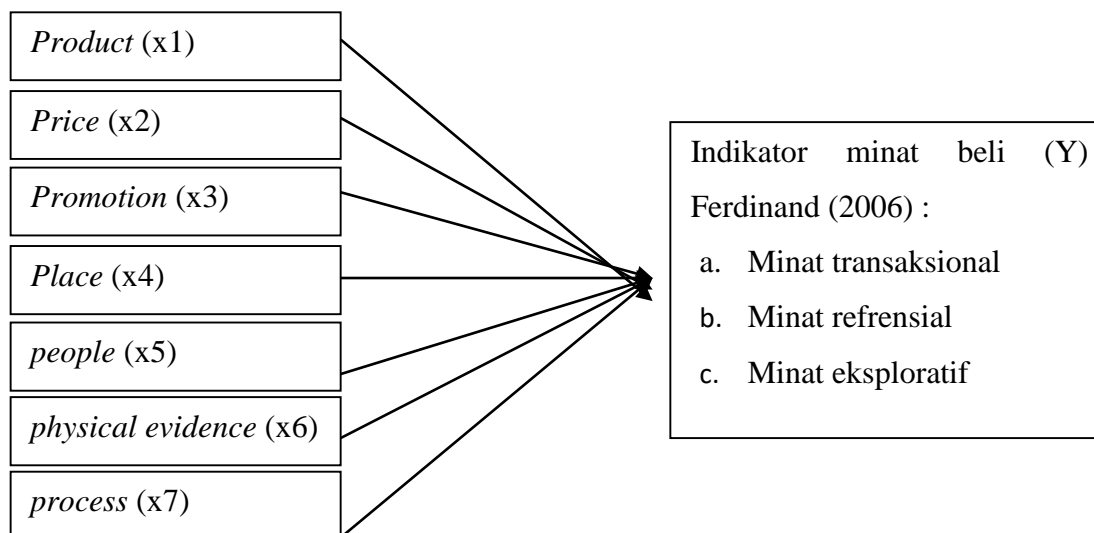 Product (x1)
Price (x2)
Promotion (x3)
Place (x4)
people (x5)
physical evidence (x6)
process (x7)
Indikator minat beli (Y)
Ferdinand (2006) :
a. Minat transaksional
b. Minat refrensial
c. Minat eksploratif